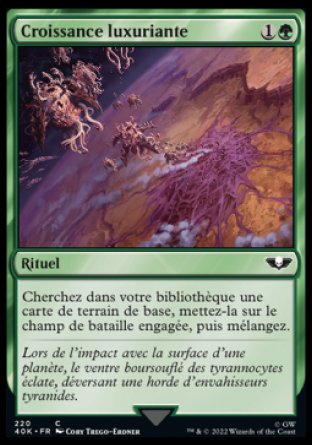 Croissance luxuriante 1
Rituel
Cherchez dans votre bibliothèque une
carte de terrain de base, mettez-la sur le
champ de bataille engagée, puis mélangez.
Lors de l'impact avec la surface d'une
planète, le ventre boursouflé des tyrannocytes
éclate, déversant une horde d'envahisseurs
tyranides.
220 C
40K • FR Cory Trego-Erdner
© GW
™ & © 2022 Wizards of the Coast